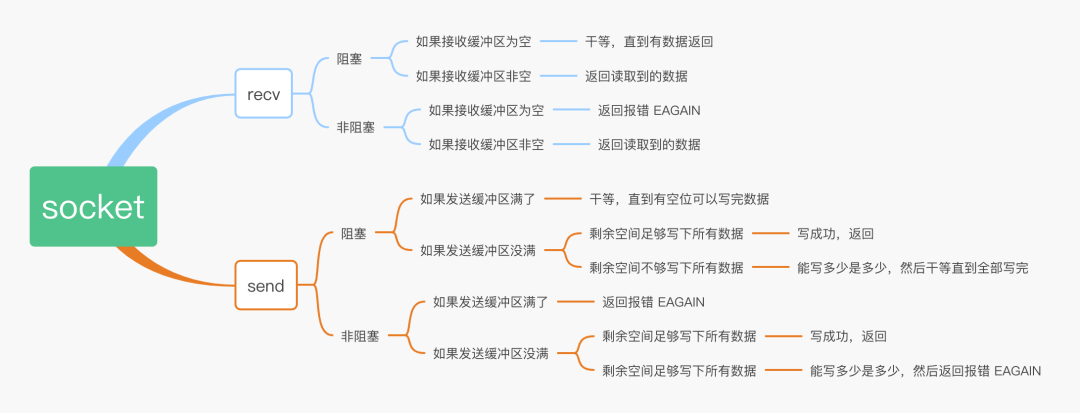 socket
recv
阻塞
如果接收缓冲区为空
干等，直到有数据返回
如果接收缓冲区非空
返回读取到的数据
非阻塞
如果接收缓冲区为空
返回报错 EAGAIN
如果接收缓冲区非空
返回读取到的数据
send
阻塞
如果发送缓冲区满了
干等，直到有空位可以写完数据
如果发送缓冲区没满
剩余空间足够写下所有数据
写成功，返回
剩余空间不够写下所有数据
能写多少是多少，然后干等直到全部写完
非阻塞
如果发送缓冲区满了
返回报错 EAGAIN
如果发送缓冲区没满
剩余空间足够写下所有数据
写成功，返回
剩余空间足够写下所有数据
能写多少是多少，然后返回报错 EAGAIN